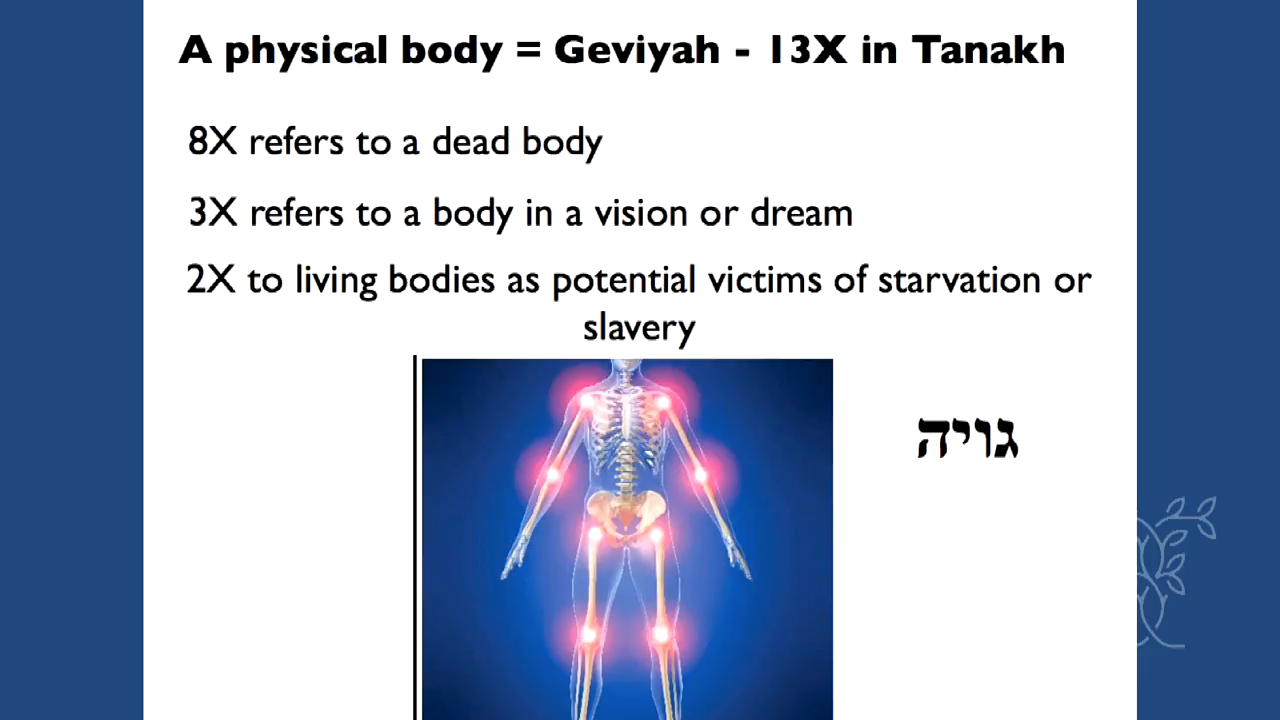 A physical body = Geviyah - 13X in Tanakh
8X refers to a dead body
3X refers to a body in a vision or dream
2X to living bodies as potential victims of starvation or
slavery
גויה